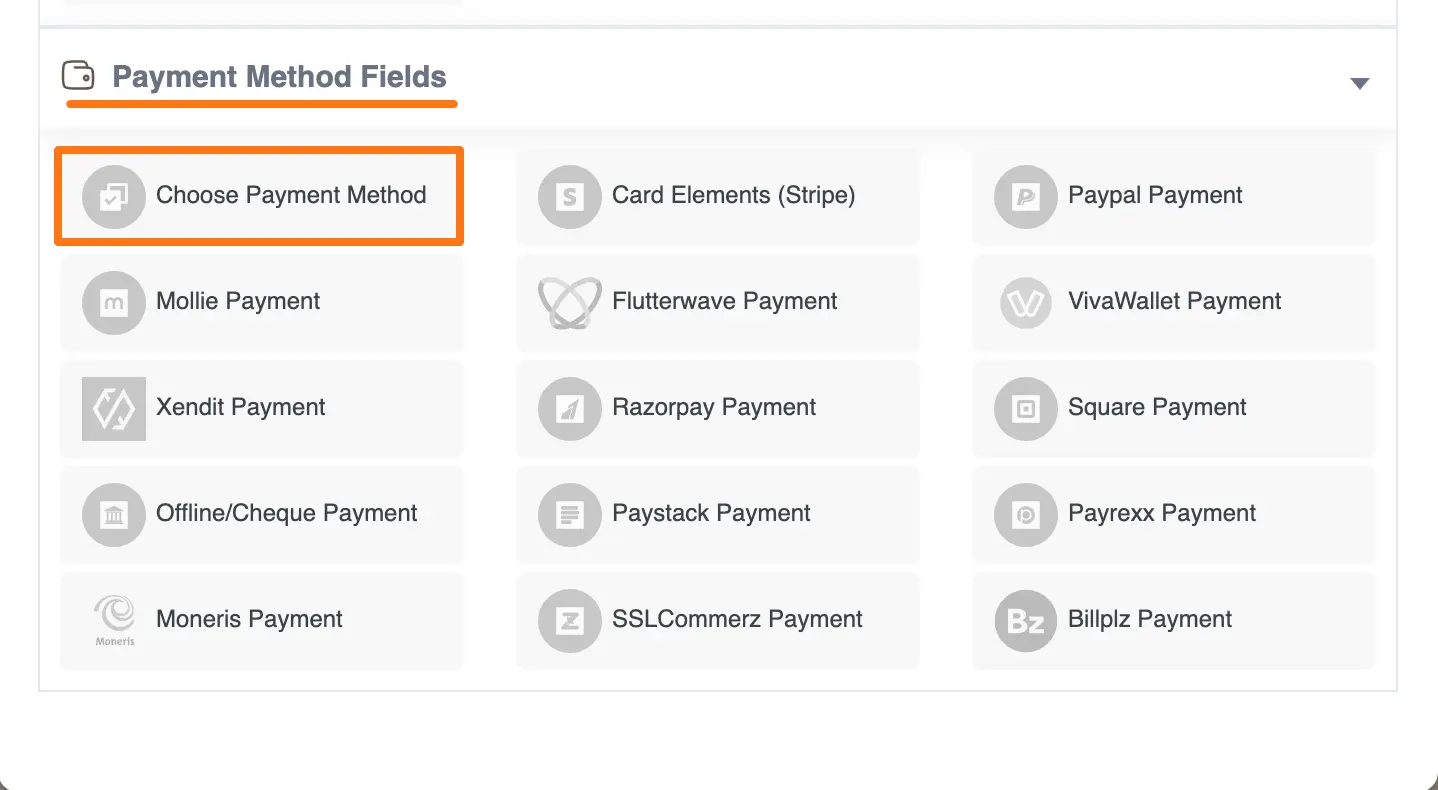 Payment Method Fields
Choose Payment Method
S
Card Elements (Stripe)
Paypal Payment
m
Mollie Payment
Flutterwave Payment
VivaWallet Payment
Xendit Payment
Razorpay Payment
Square Payment
Offline/Cheque Payment
Paystack Payment
Payrexx Payment
Moneris
Moneris Payment
SSLCommerz Payment
Bz
Billplz Payment